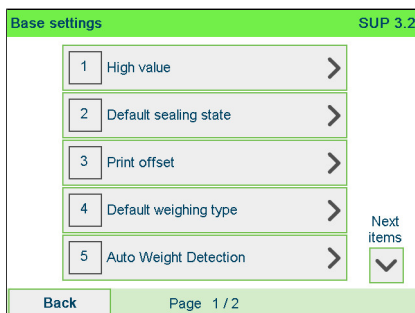 Base settings SUP 3.2
1 High value
2 Default sealing state
3 Print offset
4 Default weighing type
5 Auto Weight Detection
Next
items
Back Page 1/2